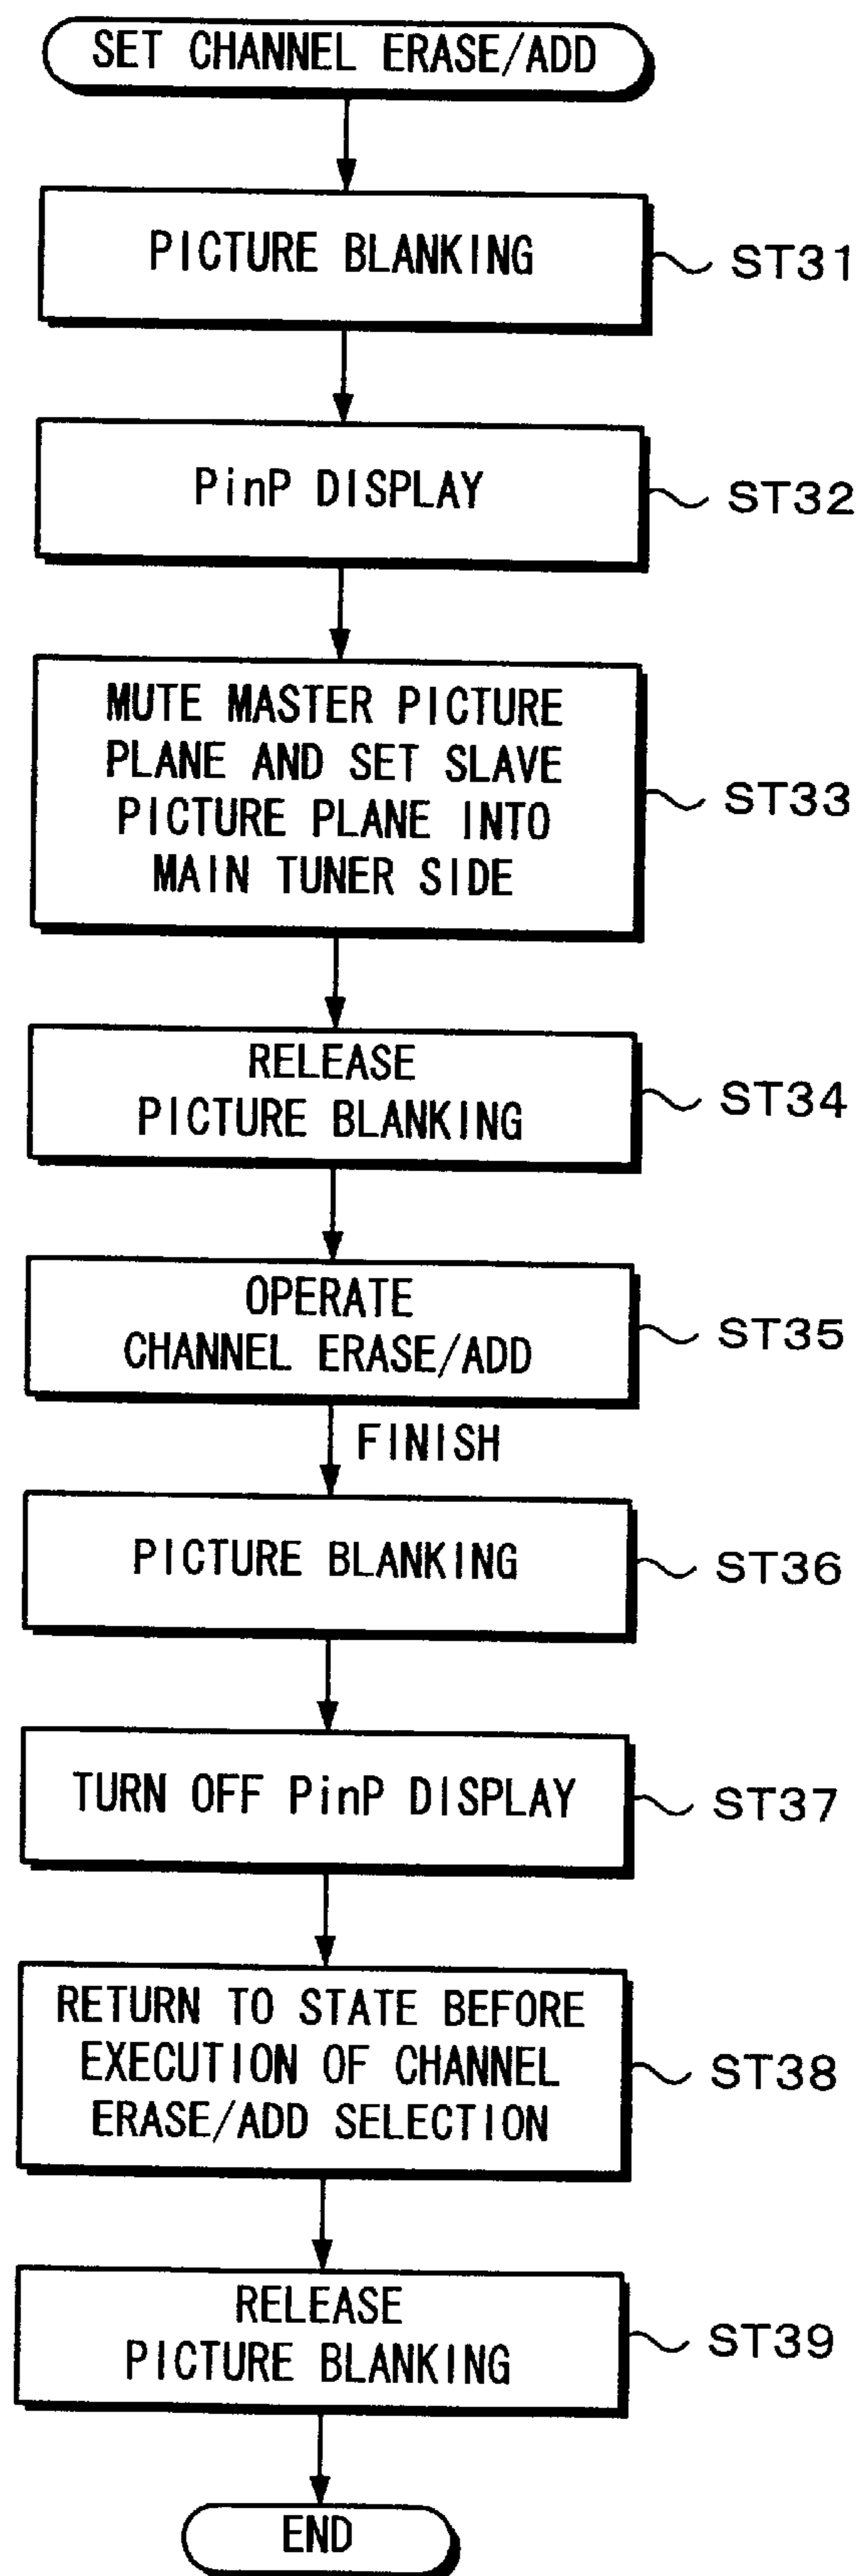 SET CHANNEL ERASE/ADD
PICTURE BLANKING
ST31
PinP DISPLAY
ST32
MUTE MASTER PICTURE
PLANE AND SET SLAVE
PICTURE PLANE INTO
MAIN TUNER SIDE
ST33
RELEASE
PICTURE BLANKING
ST34
OPERATE
CHANNEL ERASE/ADD
ST35
FINISH
PICTURE BLANKING
ST36
TURN OFF PinP DISPLAY
ST37
RETURN TO STATE BEFORE
EXECUTION OF CHANNEL
ERASE/ADD SELECTION
ST38
RELEASE
PICTURE BLANKING
ST39
END